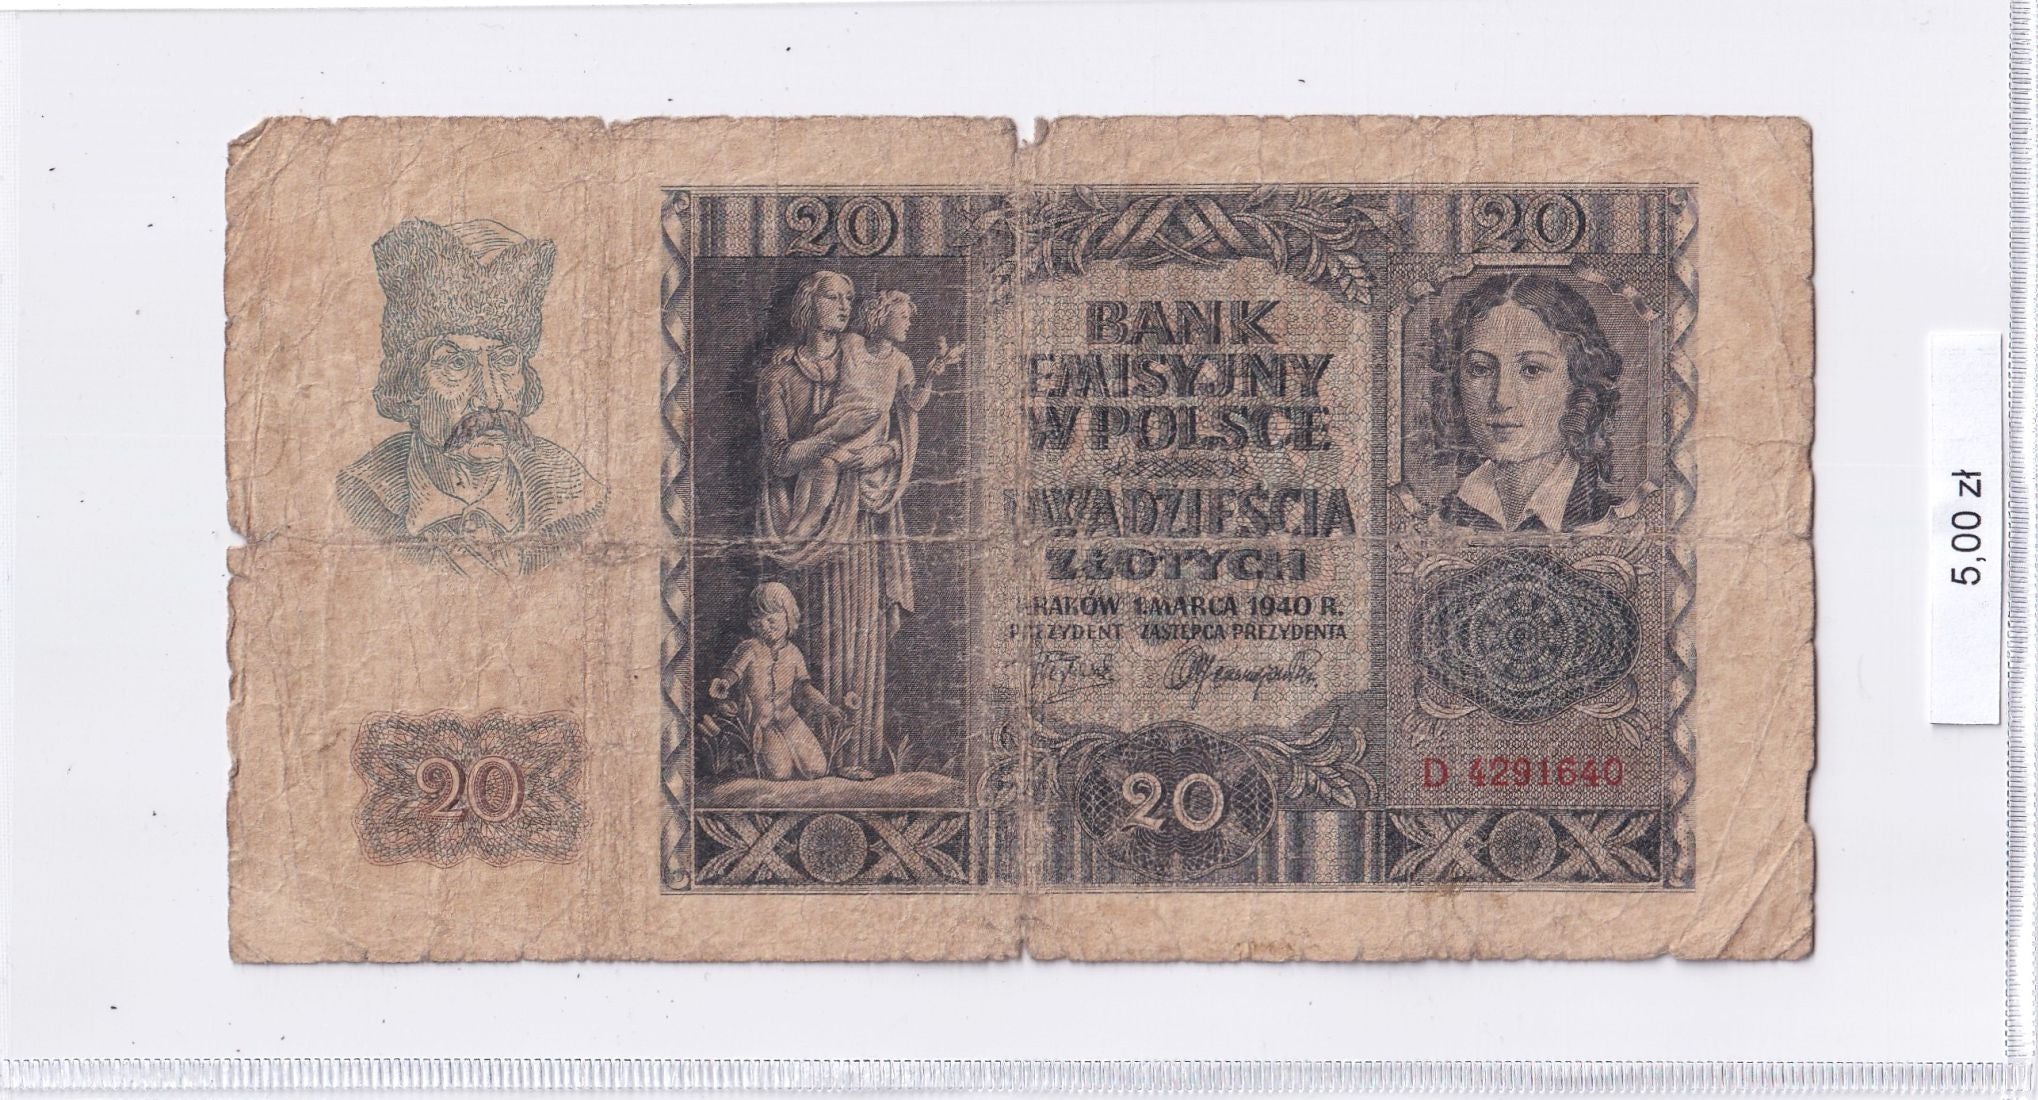 20
20
BANK
EMISYJNY
W POLSCE
DWADZIEŚCIA
ZŁOTYCH
KRAKÓW 1. MARCA 1940 R.
PREZYDENT ZASTĘPCA PREZYDENTA
D 4291640
20
20
5,00 zł